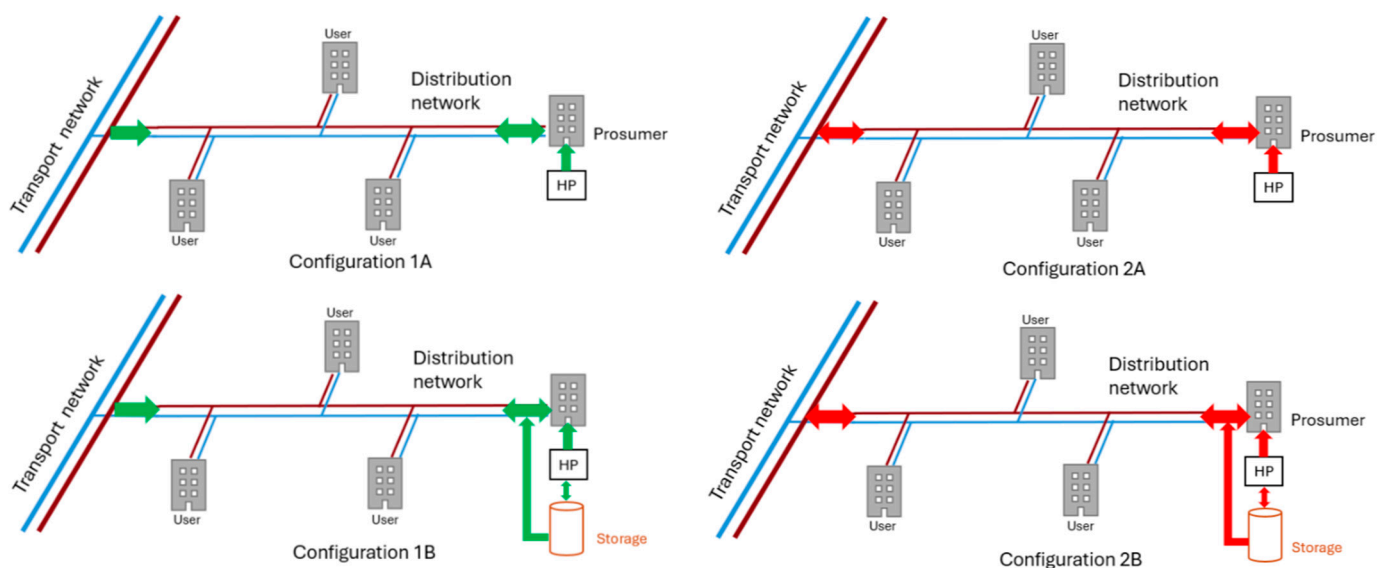 User
Transport network
Distribution
network
Prosumer
HP
User
User
Configuration 1A
User
Transport network
Distribution
network
Prosumer
HP
User
User
Configuration 2A
User
Transport network
Distribution
network
HP
User
User
Storage
Configuration 1B
User
Transport network
Distribution
network
Prosumer
HP
User
User
Storage
Configuration 2B